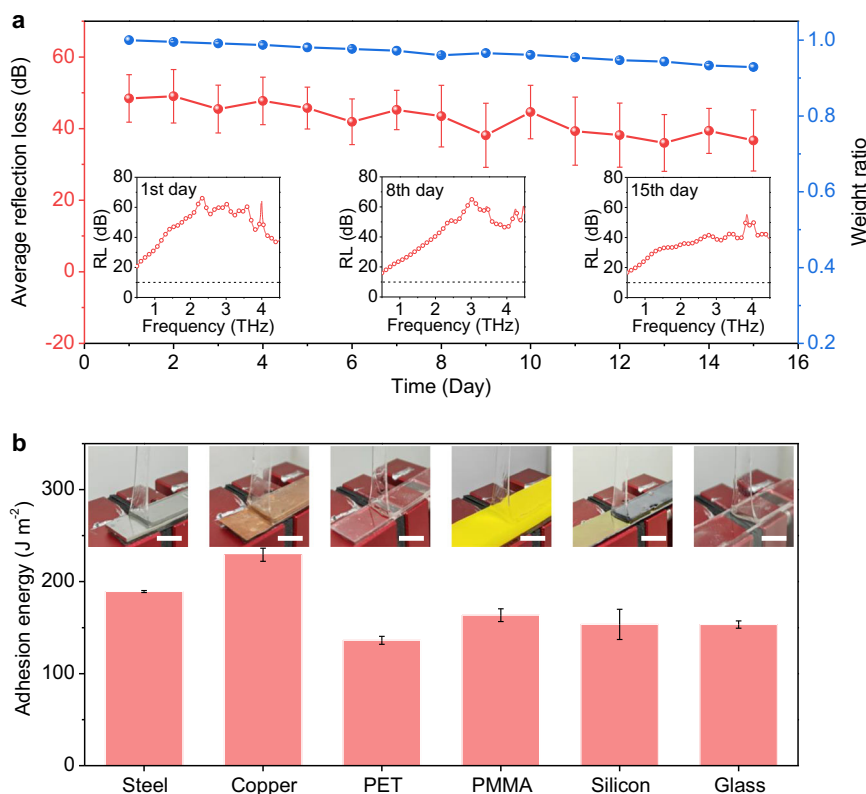 a
Average reflection loss (dB)
60
40
20
0
-20
1.0
0.8
0.6
0.4
0.2
Weight ratio
1st day
RL (dB)
80
60
40
20
0
1 2 3 4
Frequency (THz)
8th day
RL (dB)
80
60
40
20
0
1 2 3 4
Frequency (THz)
15th day
RL (dB)
80
60
40
20
0
1 2 3 4
Frequency (THz)
0 2 4 6 8 10 12 14 16
Time (Day)
b
Adhesion energy (J m-2)
300
200
100
0
Steel Copper PET PMMA Silicon Glass